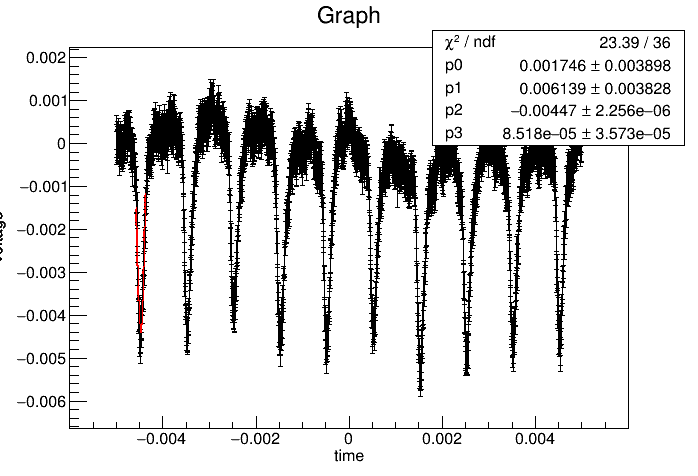 Graph
χ² / ndf 23.39 / 36
p0 0.001746 ± 0.003898
p1 0.006139 ± 0.003828
p2 −0.00447 ± 2.256e−06
p3 8.518e−05 ± 3.573e−05
0.002
0.001
0
−0.001
−0.002
−0.003
−0.004
−0.005
−0.006
−0.004 −0.002 0 0.002 0.004
time